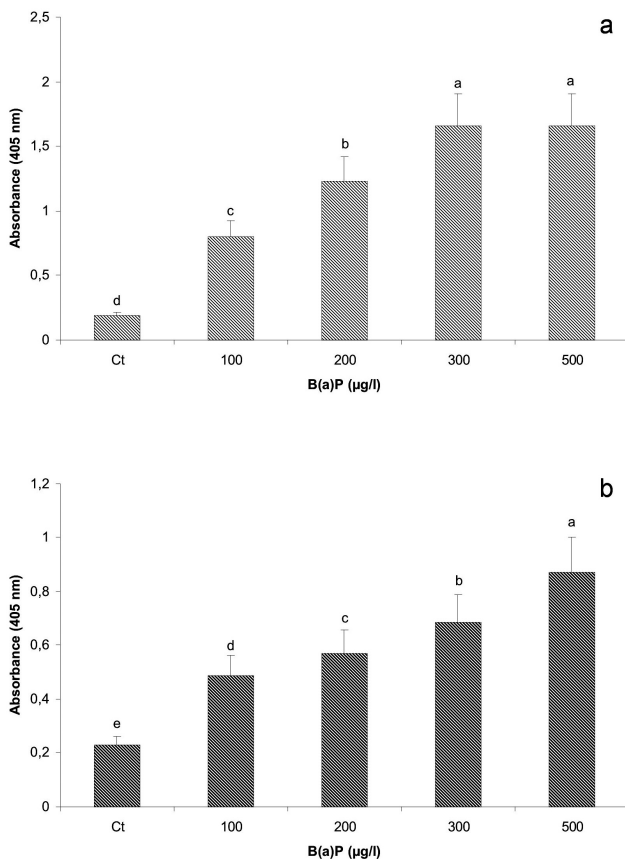 a
2,5
2
1,5
1
0,5
0
Absorbance (405 nm)
d
c
b
a
a
Ct 100 200 300 500
B(a)P (µg/l)
b
1,2
1
0,8
0,6
0,4
0,2
0
Absorbance (405 nm)
e
d
c
b
a
Ct 100 200 300 500
B(a)P (µg/l)